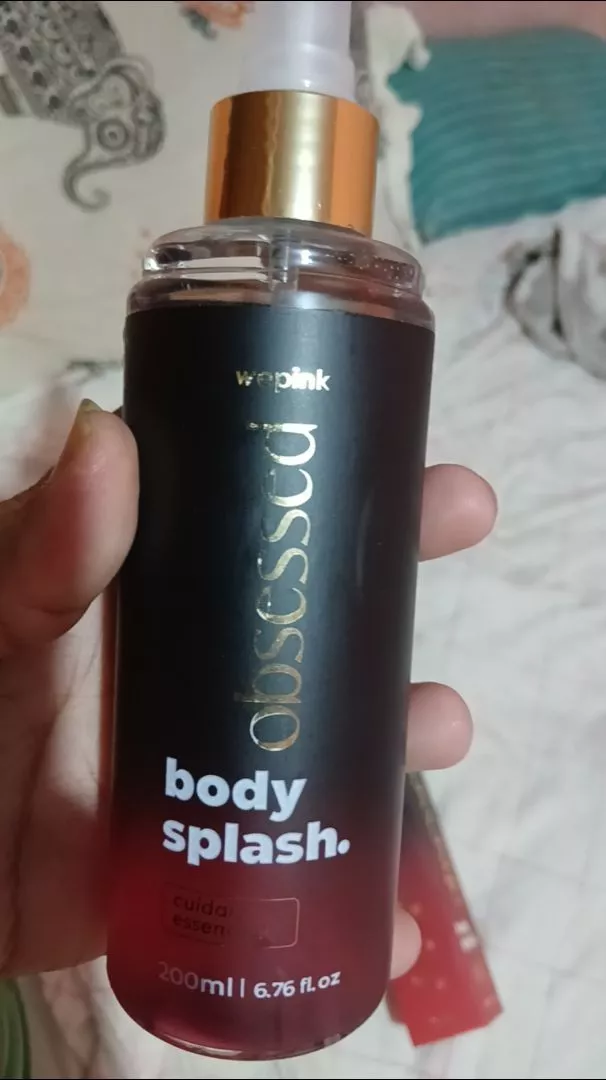 wepink
obsessed
body
splash.
200ml | 6.76 fl. oz